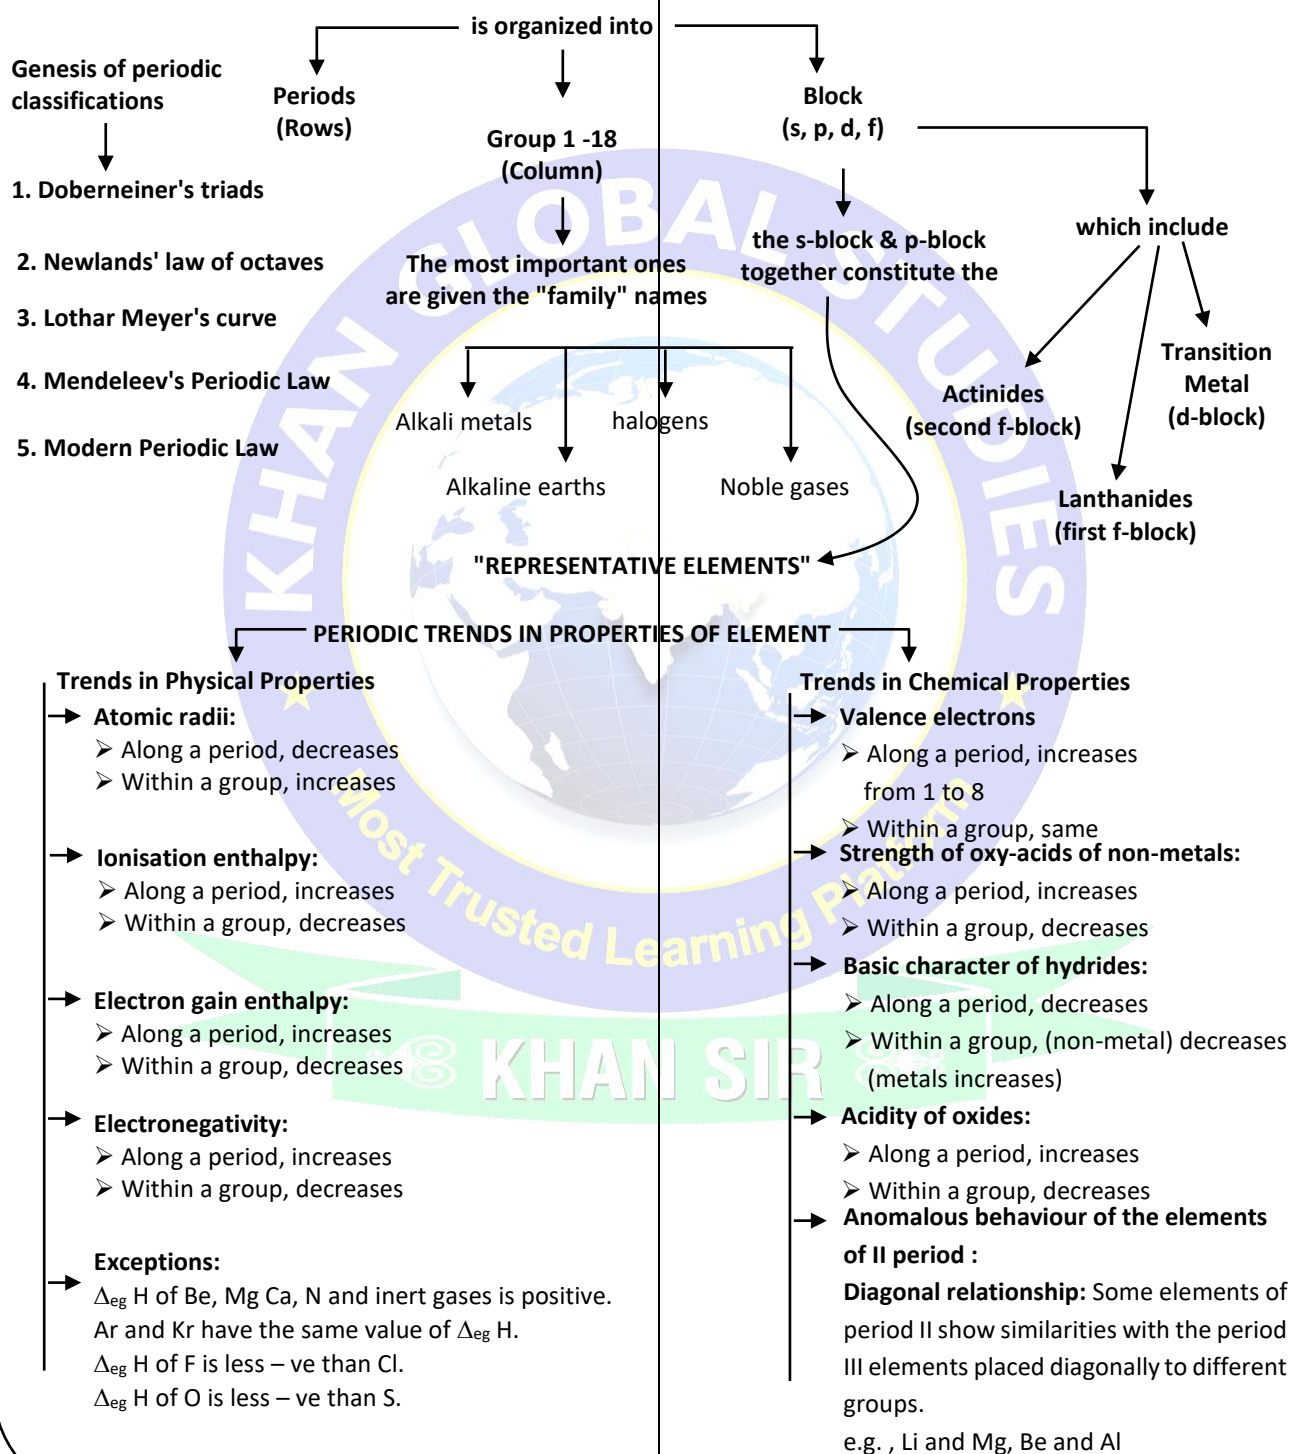 is organized into
Genesis of periodic
classifications
1. Doberneiner's triads
2. Newlands' law of octaves
3. Lothar Meyer's curve
4. Mendeleev's Periodic Law
5. Modern Periodic Law
Periods
(Rows)
Group 1 -18
(Column)
The most important ones
are given the "family" names
Alkali metals
Alkaline earths
halogens
Noble gases
Block
(s, p, d, f)
the s-block & p-block
together constitute the
"REPRESENTATIVE ELEMENTS"
which include
Actinides
(second f-block)
Lanthanides
(first f-block)
Transition
Metal
(d-block)
PERIODIC TRENDS IN PROPERTIES OF ELEMENT
Trends in Physical Properties
Atomic radii:
➢ Along a period, decreases
➢ Within a group, increases
Ionisation enthalpy:
➢ Along a period, increases
➢ Within a group, decreases
Electron gain enthalpy:
➢ Along a period, increases
➢ Within a group, decreases
Electronegativity:
➢ Along a period, increases
➢ Within a group, decreases
Exceptions:
Δeg H of Be, Mg Ca, N and inert gases is positive.
Ar and Kr have the same value of Δeg H.
Δeg H of F is less – ve than Cl.
Δeg H of O is less – ve than S.
Trends in Chemical Properties
Valence electrons
➢ Along a period, increases
from 1 to 8
➢ Within a group, same
Strength of oxy-acids of non-metals:
➢ Along a period, increases
➢ Within a group, decreases
Basic character of hydrides:
➢ Along a period, decreases
➢ Within a group, (non-metal) decreases
(metals increases)
Acidity of oxides:
➢ Along a period, increases
➢ Within a group, decreases
Anomalous behaviour of the elements
of II period :
Diagonal relationship: Some elements of
period II show similarities with the period
III elements placed diagonally to different
groups.
e.g. , Li and Mg, Be and Al
KHAN GLOBAL STUDIES
Most Trusted Learning Platform
KHAN SIR